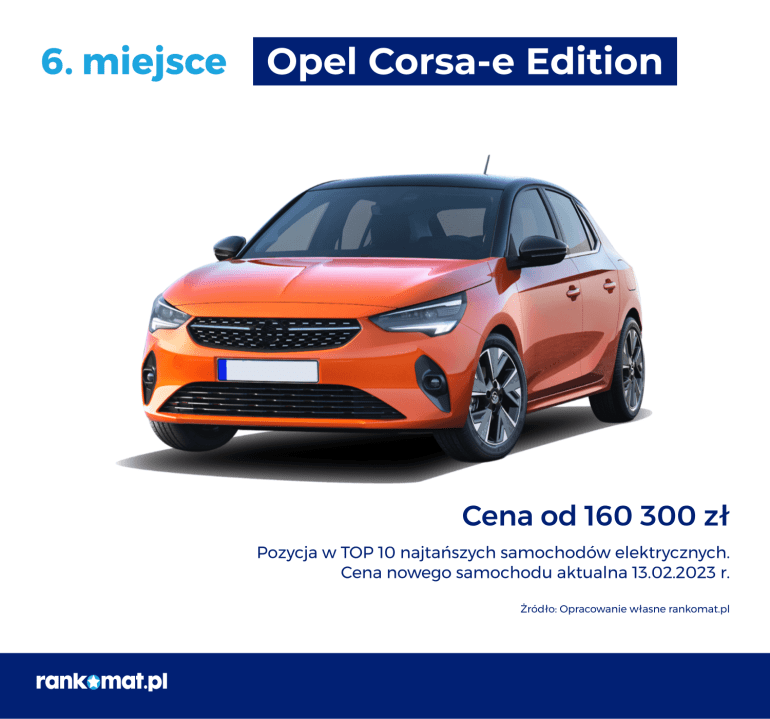 6. miejsce Opel Corsa-e Edition
Cena od 160 300 zł
Pozycja w TOP 10 najtańszych samochodów elektrycznych.
Cena nowego samochodu aktualna 13.02.2023 r.
Źródło: Opracowanie własne rankomat.pl
rankomat.pl